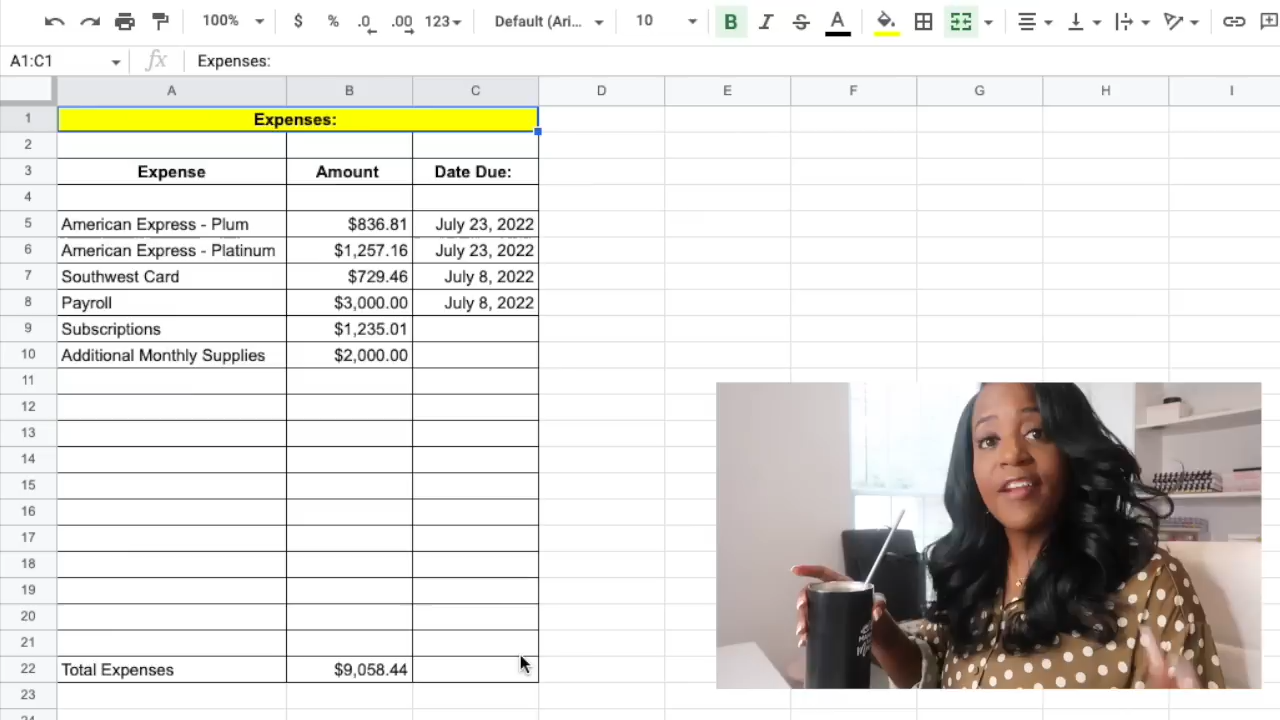 100% $ % .0 .00 123 Default (Ari... 10 B I S A
A1:C1 fx Expenses:
A B C D E F G H I
1 Expenses:
2
3 Expense Amount Date Due:
4
5 American Express - Plum $836.81 July 23, 2022
6 American Express - Platinum $1,257.16 July 23, 2022
7 Southwest Card $729.46 July 8, 2022
8 Payroll $3,000.00 July 8, 2022
9 Subscriptions $1,235.01
10 Additional Monthly Supplies $2,000.00
11
12
13
14
15
16
17
18
19
20
21
22 Total Expenses $9,058.44
23